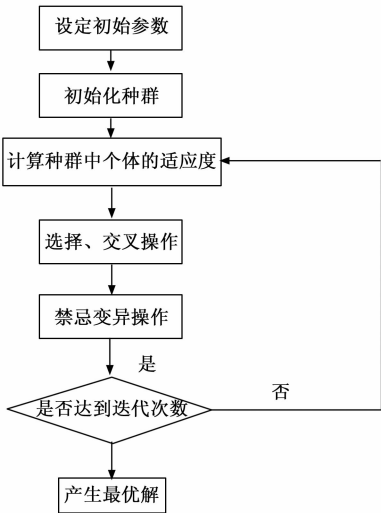 设定初始参数
初始化种群
计算种群中个体的适应度
选择、交叉操作
禁忌变异操作
是
是否达到迭代次数
否
产生最优解